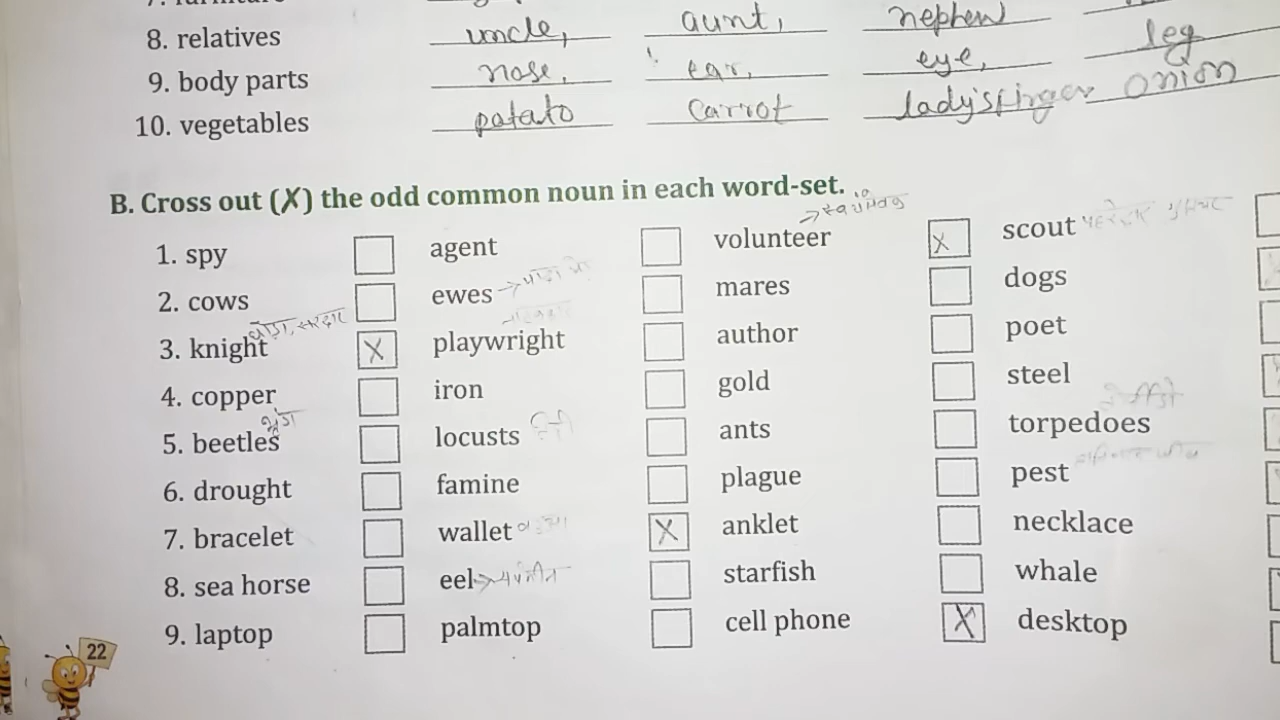 8. relatives uncle, aunt, nephew
9. body parts nose, ear, eye, leg
10. vegetables potato carrot lady'sfinger onion
B. Cross out (X) the odd common noun in each word-set.
1. spy agent volunteer X scout
2. cows ewes mares dogs
3. knight X playwright author poet
4. copper iron gold steel
5. beetles locusts ants torpedoes
6. drought famine plague pest
7. bracelet wallet X anklet necklace
8. sea horse eel starfish whale
9. laptop palmtop cell phone X desktop
22